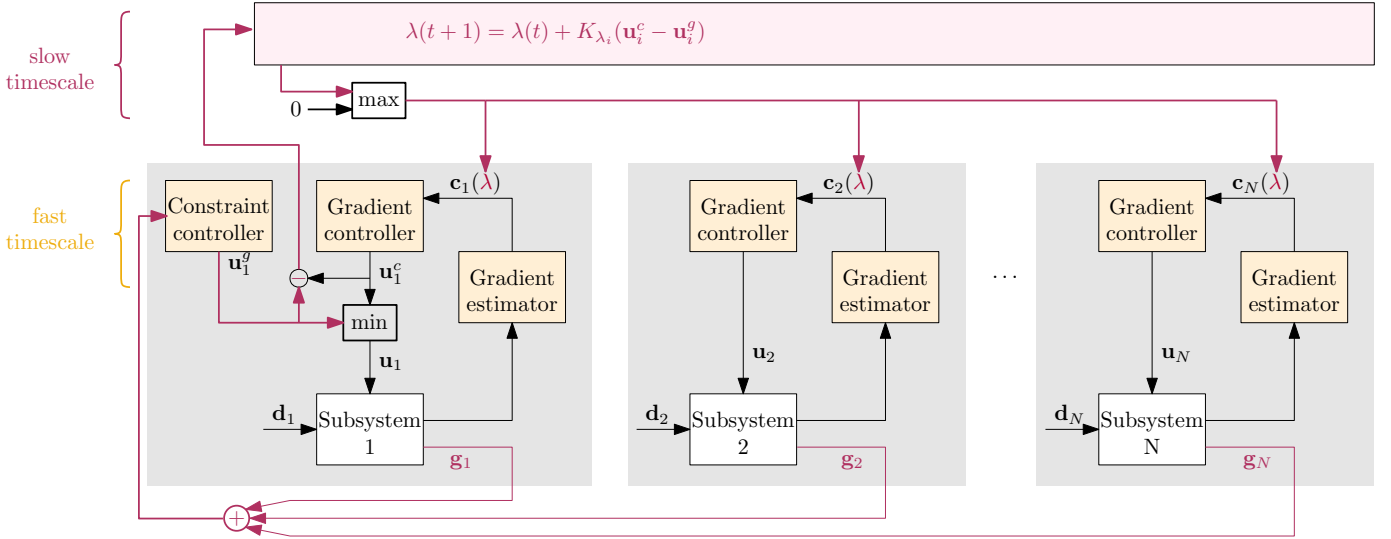 λ(t + 1) = λ(t) + K_{λ_i}(u_i^c − u_i^g)
slow
timescale
max
0
fast
timescale
Constraint
controller
Gradient
controller
c_1(λ)
Gradient
controller
c_2(λ)
Gradient
controller
c_N(λ)
u_1^g
−
u_1^c
Gradient
estimator
Gradient
estimator
...
Gradient
estimator
min
u_1
u_2
u_N
d_1
Subsystem
1
d_2
Subsystem
2
d_N
Subsystem
N
g_1
g_2
g_N
+